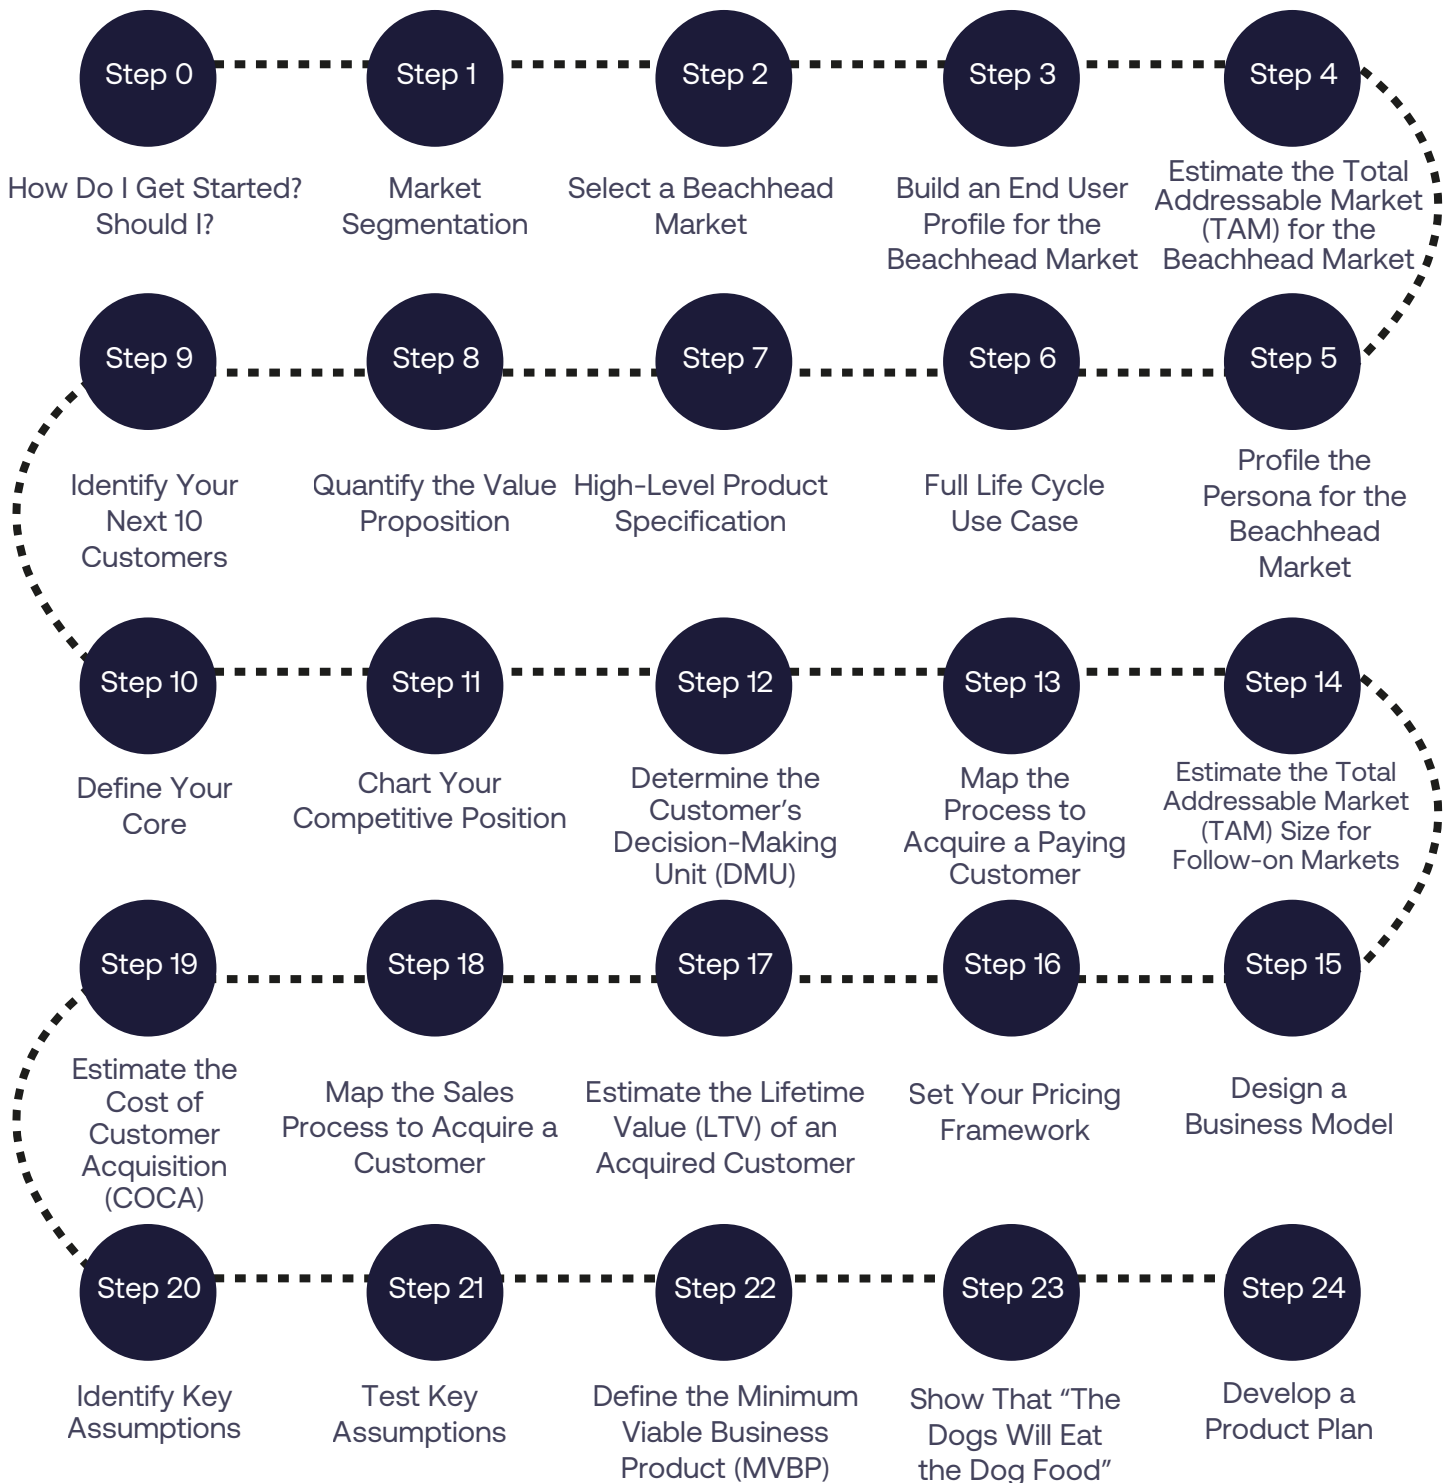 Step 0
How Do I Get Started?
Should I?
Step 1
Market
Segmentation
Step 2
Select a Beachhead
Market
Step 3
Build an End User
Profile for the
Beachhead Market
Step 4
Estimate the Total
Addressable Market
(TAM) for the
Beachhead Market
Step 5
Profile the
Persona for the
Beachhead
Market
Step 6
Full Life Cycle
Use Case
Step 7
High-Level Product
Specification
Step 8
Quantify the Value
Proposition
Step 9
Identify Your
Next 10
Customers
Step 10
Define Your
Core
Step 11
Chart Your
Competitive Position
Step 12
Determine the
Customer’s
Decision-Making
Unit (DMU)
Step 13
Map the
Process to
Acquire a Paying
Customer
Step 14
Estimate the Total
Addressable Market
(TAM) Size for
Follow-on Markets
Step 15
Design a
Business Model
Step 16
Set Your Pricing
Framework
Step 17
Estimate the Lifetime
Value (LTV) of an
Acquired Customer
Step 18
Map the Sales
Process to Acquire a
Customer
Step 19
Estimate the
Cost of
Customer
Acquisition
(COCA)
Step 20
Identify Key
Assumptions
Step 21
Test Key
Assumptions
Step 22
Define the Minimum
Viable Business
Product (MVBP)
Step 23
Show That “The
Dogs Will Eat
the Dog Food”
Step 24
Develop a
Product Plan